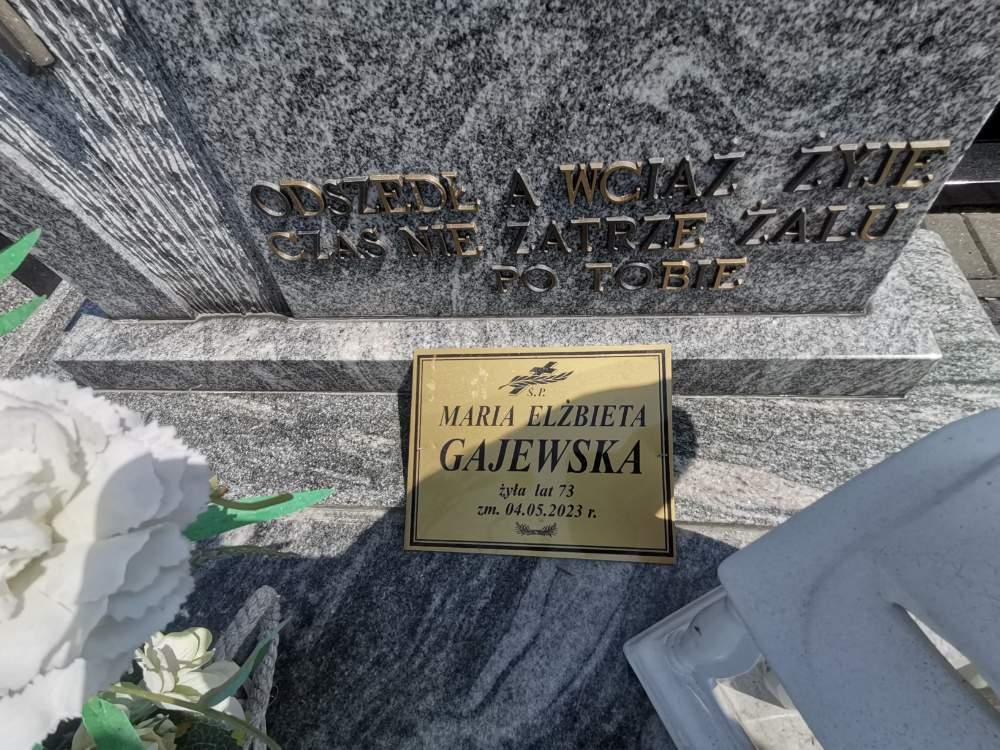 ODSZEDŁ A WCIĄŻ ŻYJE
CZAS NIE ZATRZE ŻALU
PO TOBIE
Ś.P.
MARIA ELŻBIETA
GAJEWSKA
żyła lat 73
zm. 04.05.2023 r.